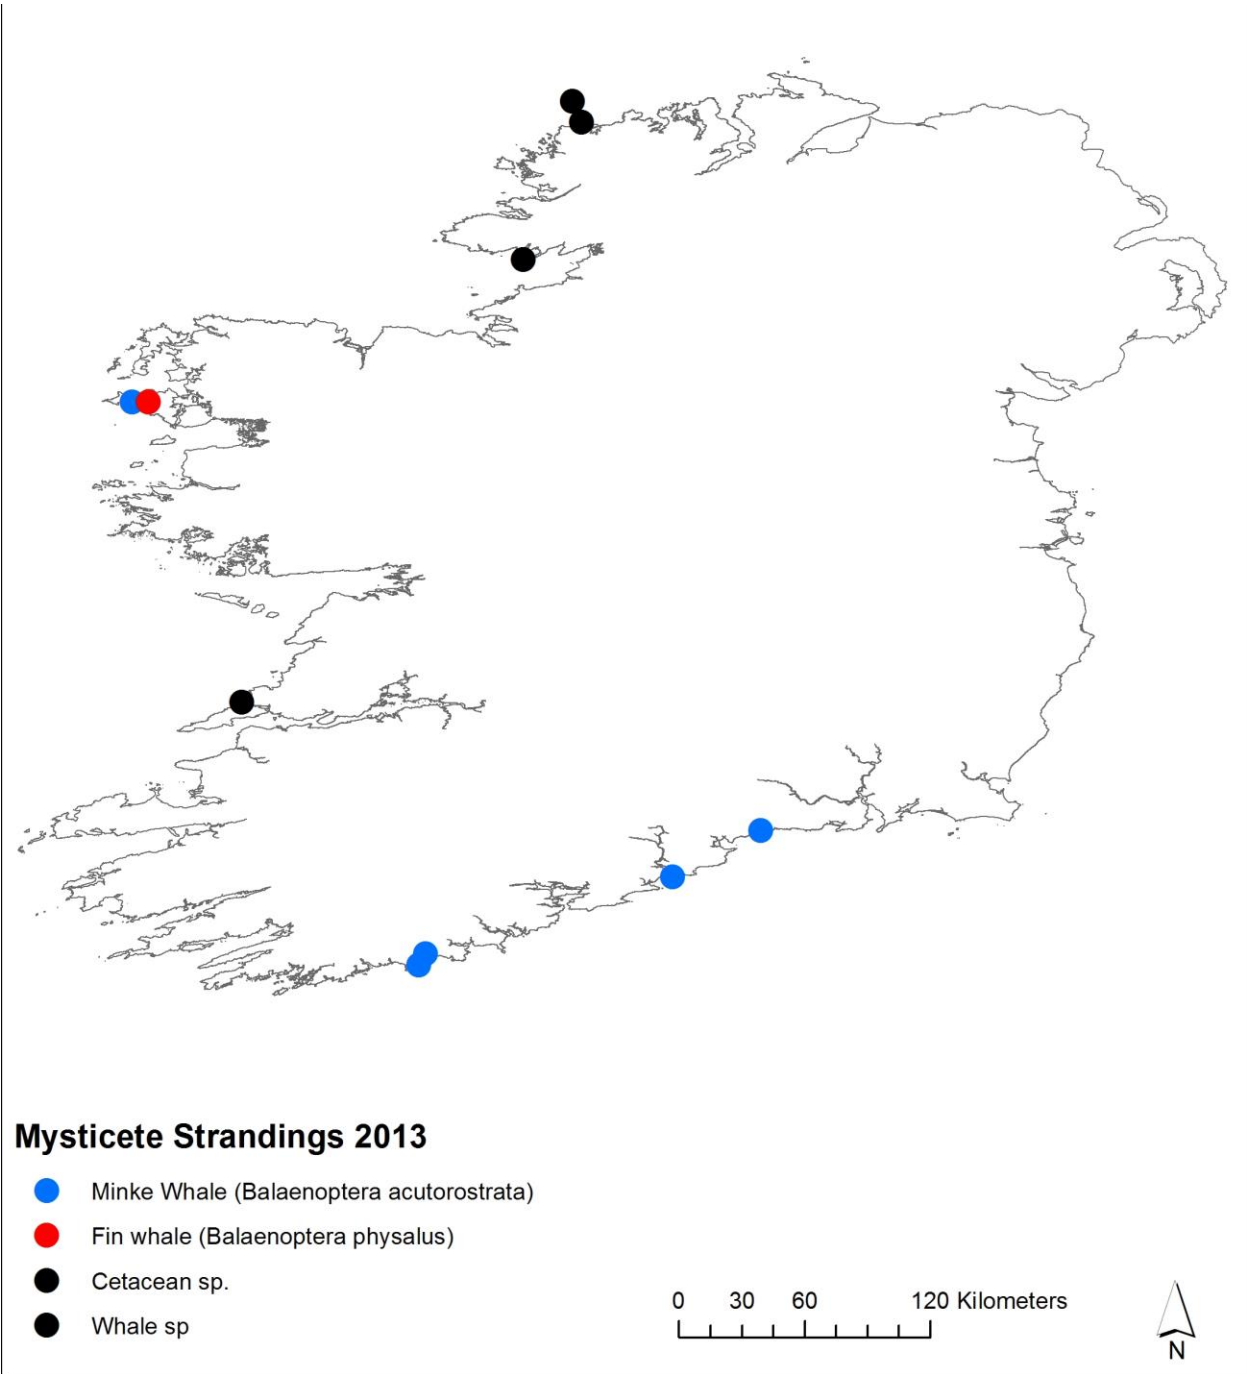 Mysticete Strandings 2013
Minke Whale (Balaenoptera acutorostrata)
Fin whale (Balaenoptera physalus)
Cetacean sp.
Whale sp
0 30 60 120 Kilometers
N